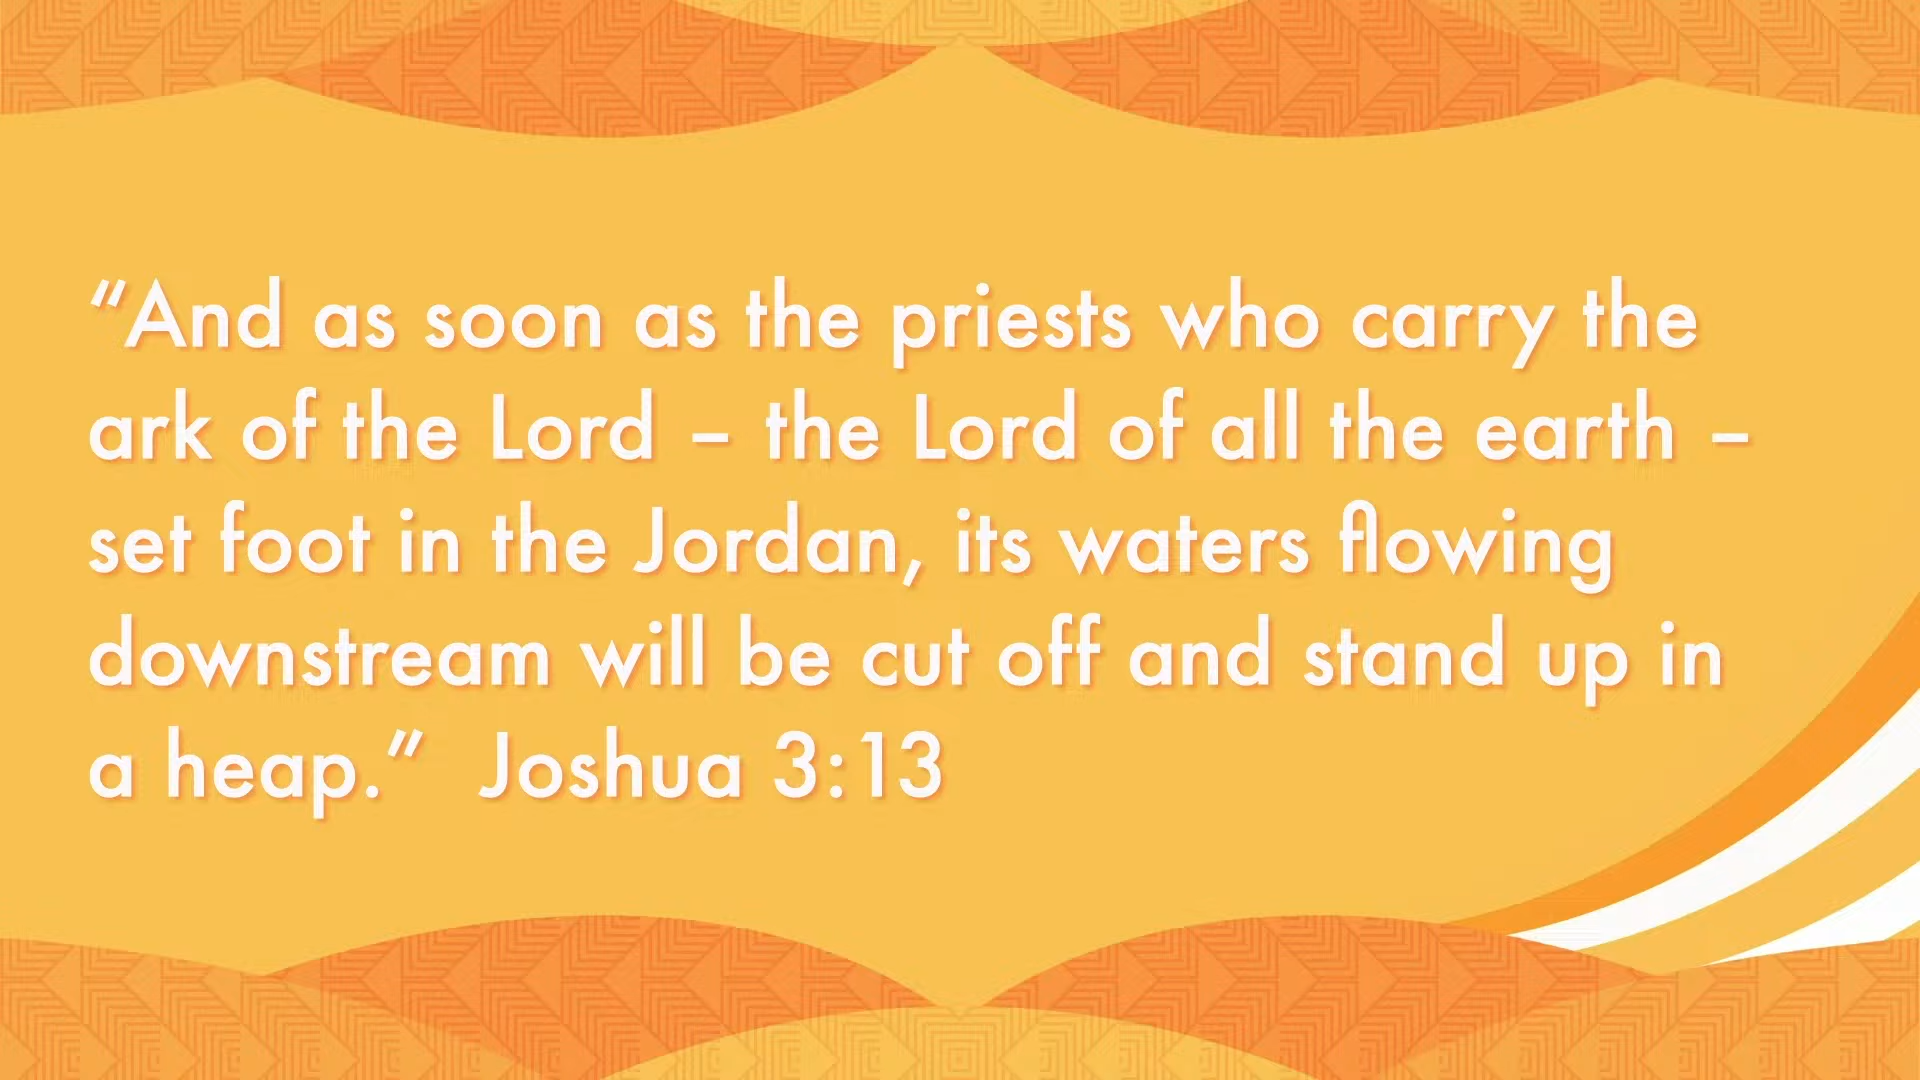 “And as soon as the priests who carry the
ark of the Lord – the Lord of all the earth –
set foot in the Jordan, its waters flowing
downstream will be cut off and stand up in
a heap.”  Joshua 3:13